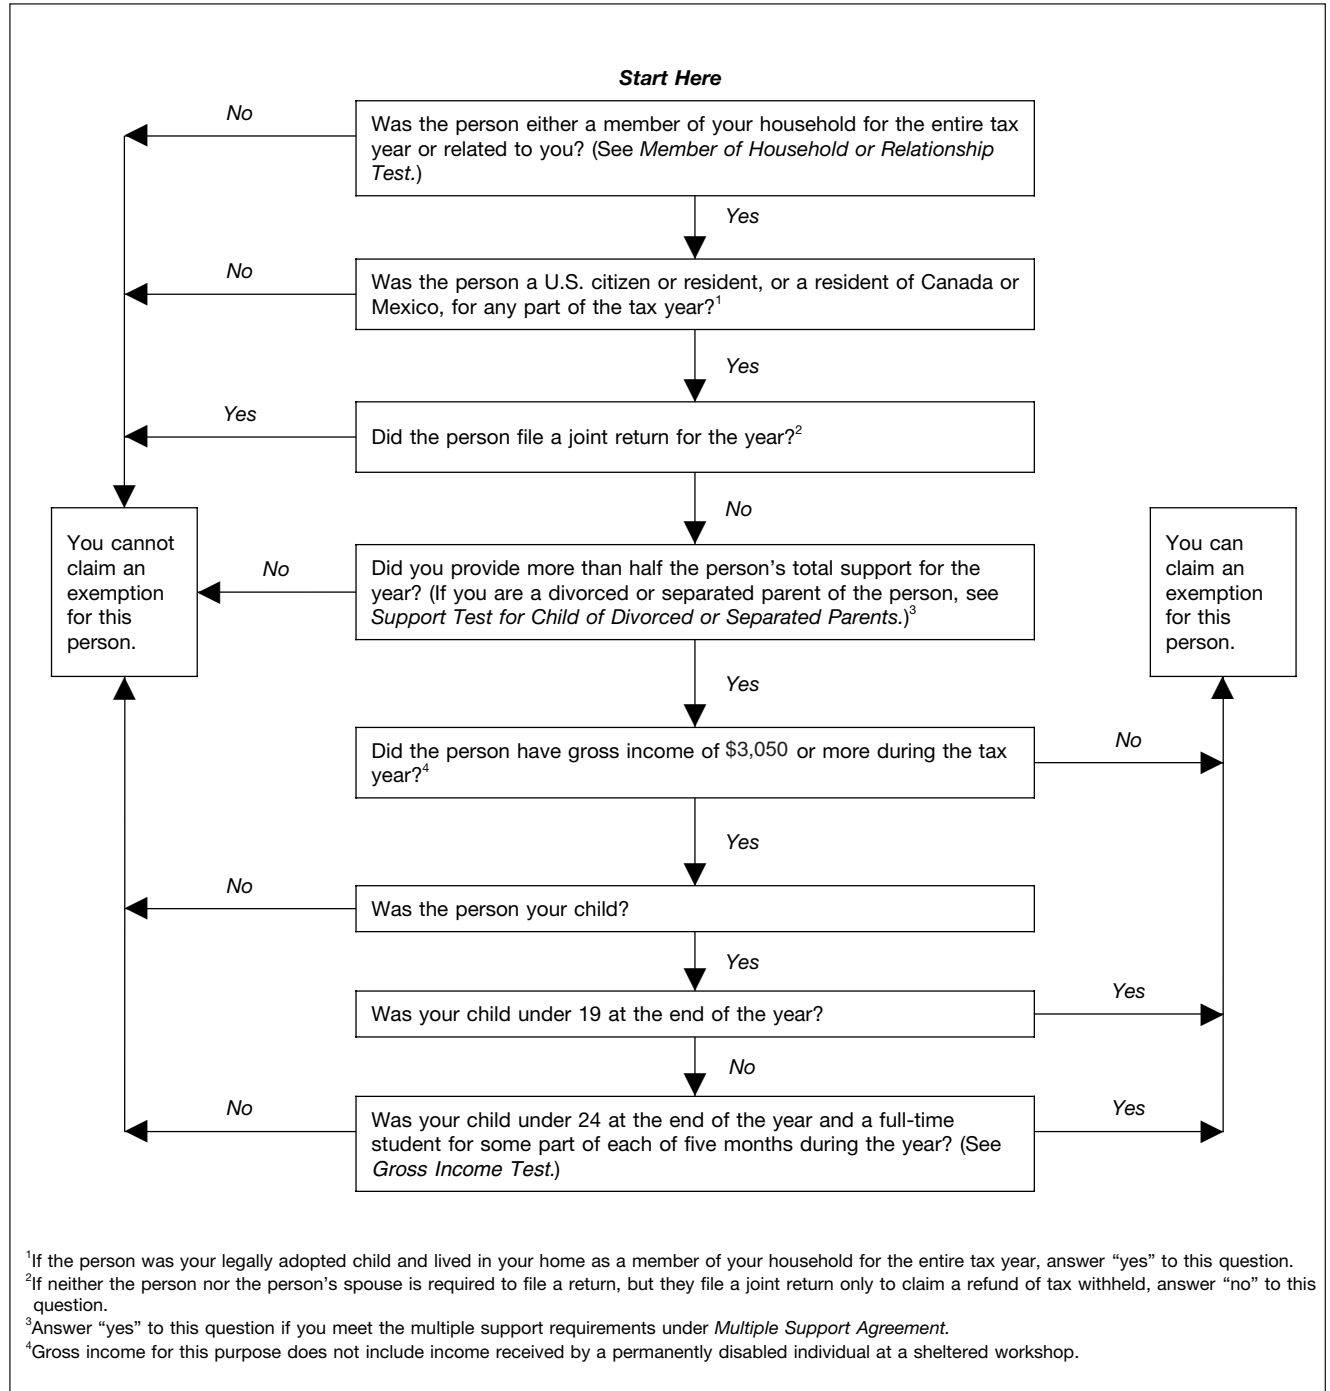 Start Here
No
Was the person either a member of your household for the entire tax
year or related to you? (See Member of Household or Relationship
Test.)
Yes
No
Was the person a U.S. citizen or resident, or a resident of Canada or
Mexico, for any part of the tax year?¹
Yes
Yes
Did the person file a joint return for the year?²
No
You cannot
claim an
exemption
for this
person.
No
Did you provide more than half the person's total support for the
year? (If you are a divorced or separated parent of the person, see
Support Test for Child of Divorced or Separated Parents.)³
You can
claim an
exemption
for this
person.
Yes
Did the person have gross income of $3,050 or more during the tax
year?⁴
No
Yes
No
Was the person your child?
Yes
Was your child under 19 at the end of the year?
Yes
No
No
Was your child under 24 at the end of the year and a full-time
student for some part of each of five months during the year? (See
Gross Income Test.)
Yes
¹If the person was your legally adopted child and lived in your home as a member of your household for the entire tax year, answer “yes” to this question.
²If neither the person nor the person's spouse is required to file a return, but they file a joint return only to claim a refund of tax withheld, answer “no” to this
question.
³Answer “yes” to this question if you meet the multiple support requirements under Multiple Support Agreement.
⁴Gross income for this purpose does not include income received by a permanently disabled individual at a sheltered workshop.